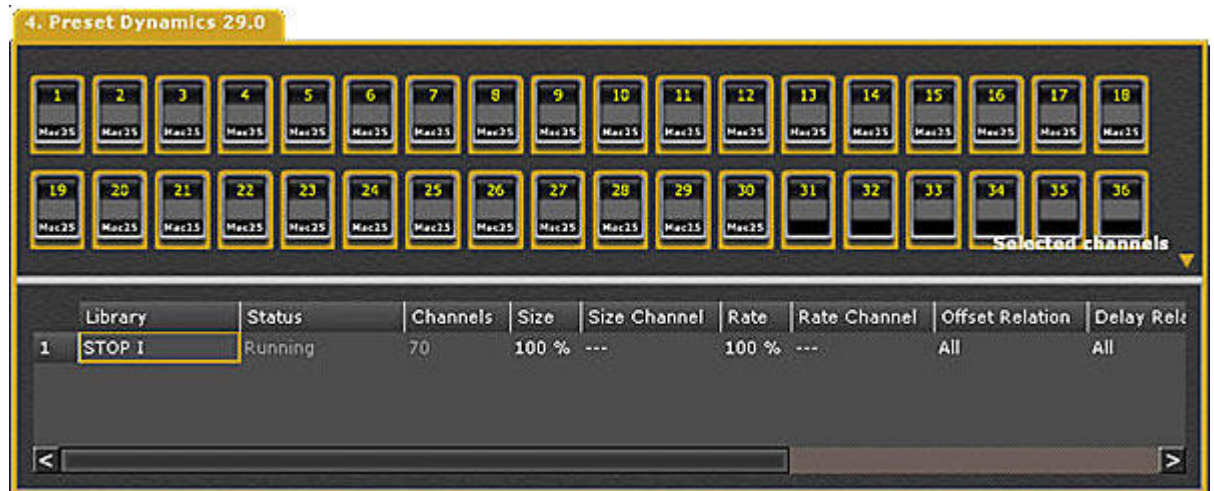 4. Preset Dynamics 29.0
1 2 3 4 5 6 7 8 9 10 11 12 13 14 15 16 17 18
Mac25 Mac25 Mac25 Mac25 Mac25 Mac25 Mac25 Mac25 Mac25 Mac25 Mac25 Mac25 Mac25 Mac25 Mac25 Mac25 Mac25 Mac25
19 20 21 22 23 24 25 26 27 28 29 30 31 32 33 34 35 36
Mac25 Mac25 Mac25 Mac25 Mac25 Mac25 Mac25 Mac25 Mac25 Mac25 Mac25 Mac25
Selected channels
Library Status Channels Size Size Channel Rate Rate Channel Offset Relation Delay Rela
1 STOP I Running 70 100 % --- 100 % --- All All